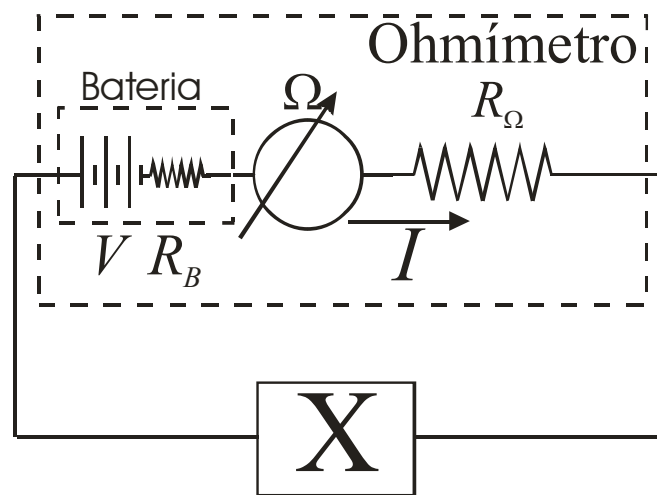 Ohmímetro
Bateria
Ω
R_Ω
V R_B
I
X